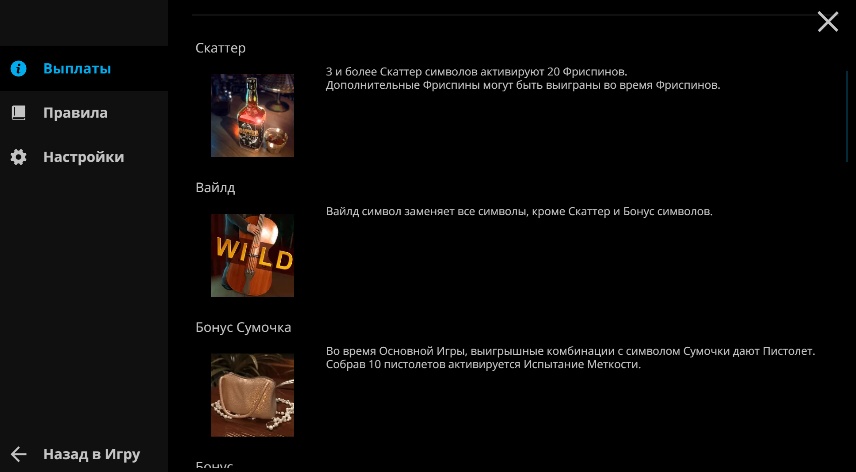 Скаттер
Выплаты
3 и более Скаттер символов активируют 20 Фриспинов.
Дополнительные Фриспины могут быть выиграны во время Фриспинов.
Правила
Настройки
Вайлд
Вайлд символ заменяет все символы, кроме Скаттер и Бонус символов.
WILD
Бонус Сумочка
Во время Основной Игры, выигрышные комбинации с символом Сумочки дают Пистолет.
Собрав 10 пистолетов активируется Испытание Меткости.
Назад в Игру
Бонус